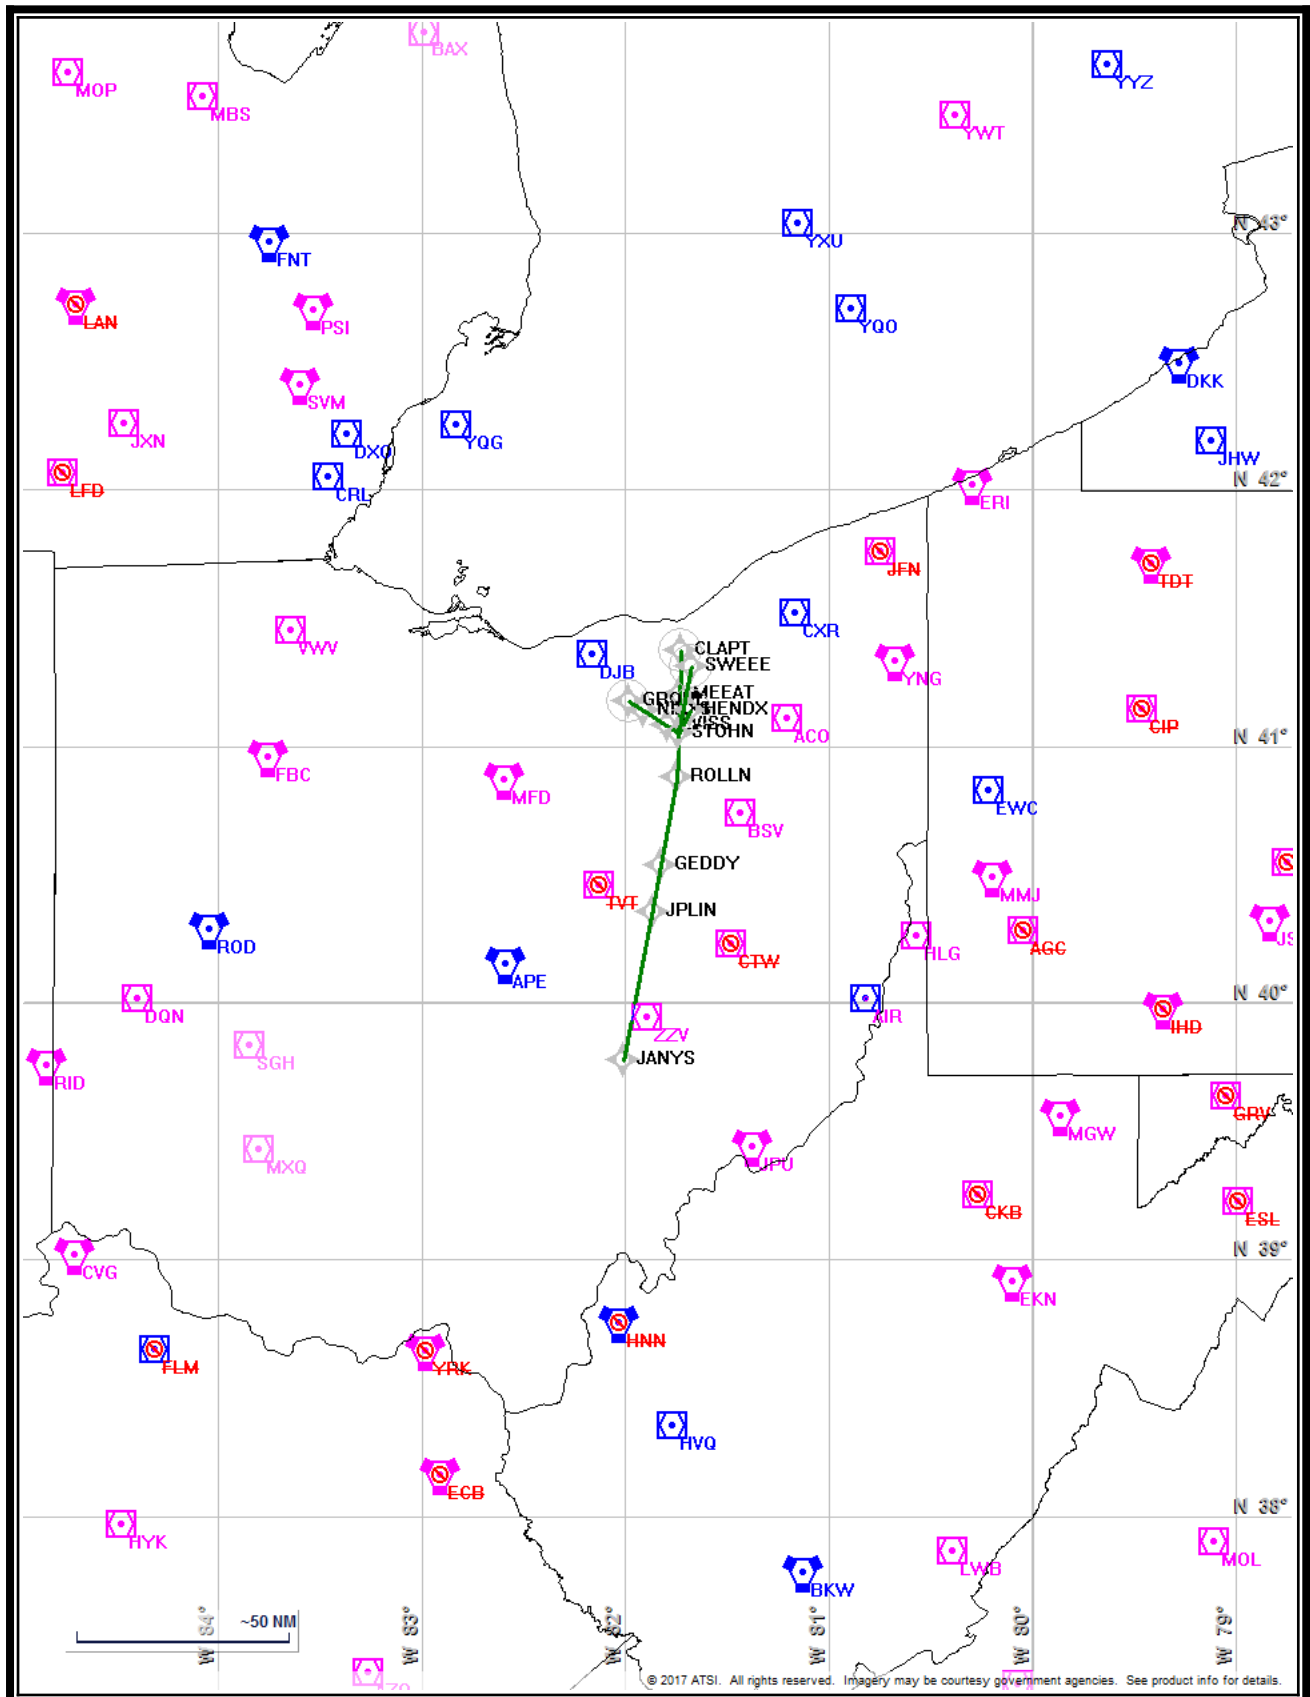 BAX
MOP
MBS
YYZ
YWT
N 43°
YXU
FNT
LAN
PSI
YQO
DKK
SVM
JXN
DXO
YQG
JHW
LFD
CRL
N 42°
ERI
JFN
TDT
VWV
CXR
CLAPT
SWEEE
DJB
YNG
MEEAT
HENDX
CIP
ACO
STOHN
N 41°
FBC
MFD
ROLLN
EWC
BSV
GEDDY
MMJ
TVT
JPLIN
ROD
CTW
HLG
AGC
APE
N 40°
DQN
AIR
ZZV
IHD
SGH
JANYS
RID
GRV
MGW
MXQ
JPU
CKB
ESL
N 39°
CVG
EKN
HNN
FLM
YRK
HVQ
ECB
N 38°
HYK
LWB
MOL
BKW
~50 NM
W 84°
W 83°
W 82°
W 81°
W 80°
W 79°
© 2017 ATSI. All rights reserved. Imagery may be courtesy government agencies. See product info for details.